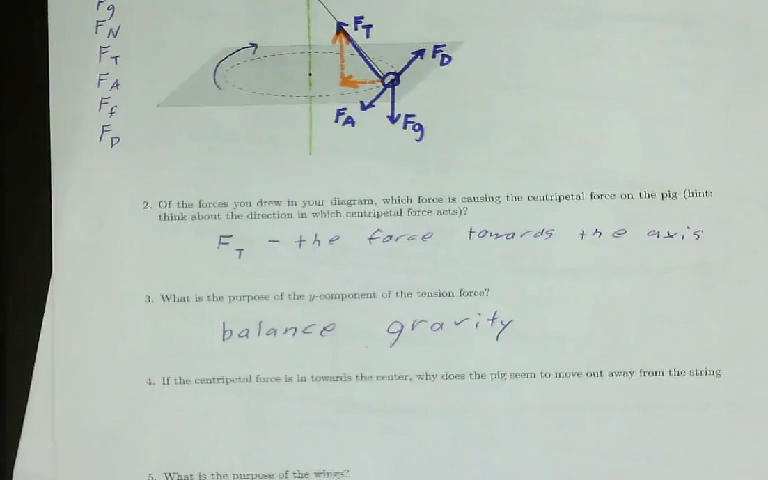 Fg
FN
FT
FA
Ff
FD
FT
FD
FA
Fg
2. Of the forces you drew in your diagram, which force is causing the centripetal force on the pig (hint:
think about the direction in which centripetal force acts)?
FT - the force towards the axis
3. What is the purpose of the y-component of the tension force?
balance gravity
4. If the centripetal force is in towards the center, why does the pig seem to move out away from the string
5. What is the purpose of the wings?